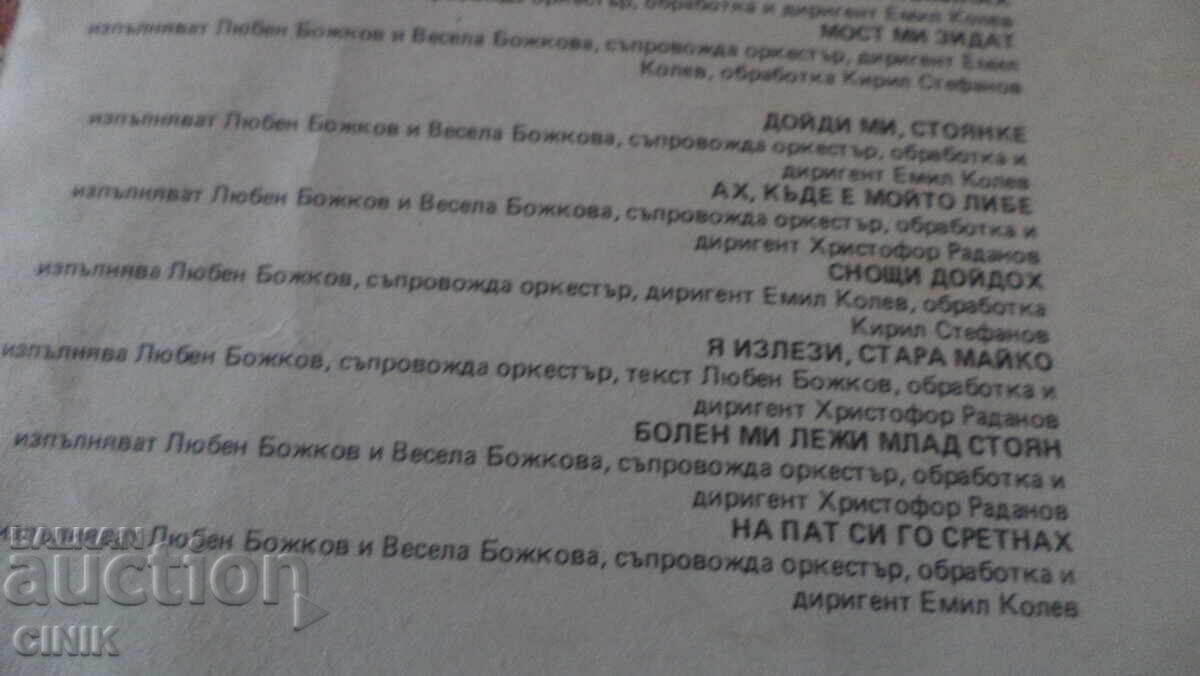 съпровожда оркестър, обработка и диригент Емил Колев
МОСТ МИ ЗИДАТ
изпълняват Любен Божков и Весела Божкова, съпровожда оркестър, диригент Емил
Колев, обработка Кирил Стефанов
ДОЙДИ МИ, СТОЯНКЕ
изпълняват Любен Божков и Весела Божкова, съпровожда оркестър, обработка и
диригент Емил Колев
АХ, КЪДЕ Е МОЙТО ЛИБЕ
изпълняват Любен Божков и Весела Божкова, съпровожда оркестър, обработка и
диригент Христофор Раданов
СНОЩИ ДОЙДОХ
изпълнява Любен Божков, съпровожда оркестър, диригент Емил Колев, обработка
Кирил Стефанов
Я ИЗЛЕЗИ, СТАРА МАЙКО
изпълнява Любен Божков, съпровожда оркестър, текст Любен Божков, обработка и
диригент Христофор Раданов
БОЛЕН МИ ЛЕЖИ МЛАД СТОЯН
изпълняват Любен Божков и Весела Божкова, съпровожда оркестър, обработка и
диригент Христофор Раданов
НА ПАТ СИ ГО СРЕТНАХ
Любен Божков и Весела Божкова, съпровожда оркестър, обработка и
диригент Емил Колев
BALKAN
auction
CINIK